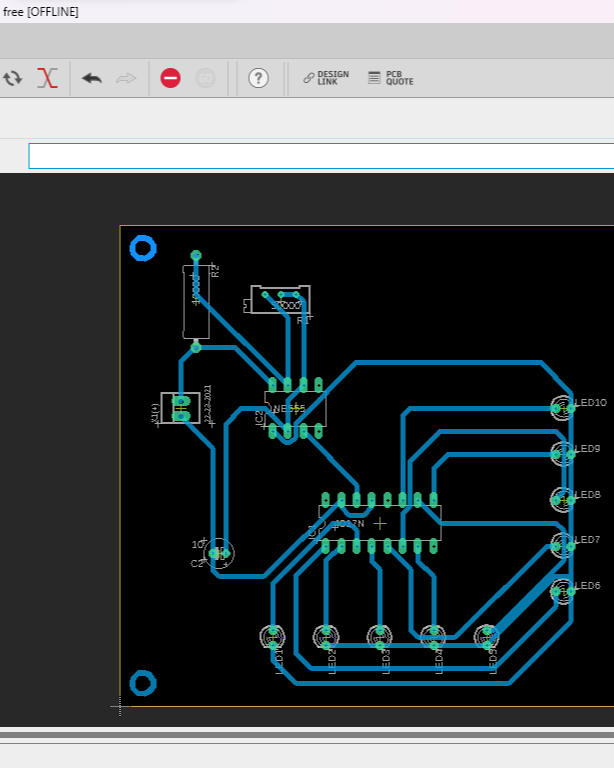 free [OFFLINE]
DESIGN
LINK
PCB
QUOTE
R2
R1
X1(+)
22-23-2021
IC2
NE555
LED10
LED9
LED8
LED7
LED6
4017N
10
C2
LED1
LED2
LED3
LED4
LED5